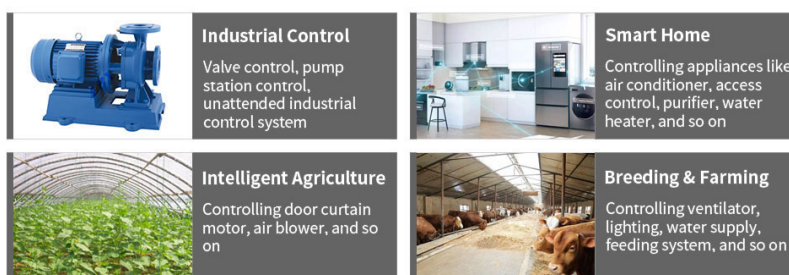 Industrial Control
Valve control, pump
station control,
unattended industrial
control system
Smart Home
Controlling appliances like
air conditioner, access
control, purifier, water
heater, and so on
Intelligent Agriculture
Controlling door curtain
motor, air blower, and so
on
Breeding & Farming
Controlling ventilator,
lighting, water supply,
feeding system, and so on